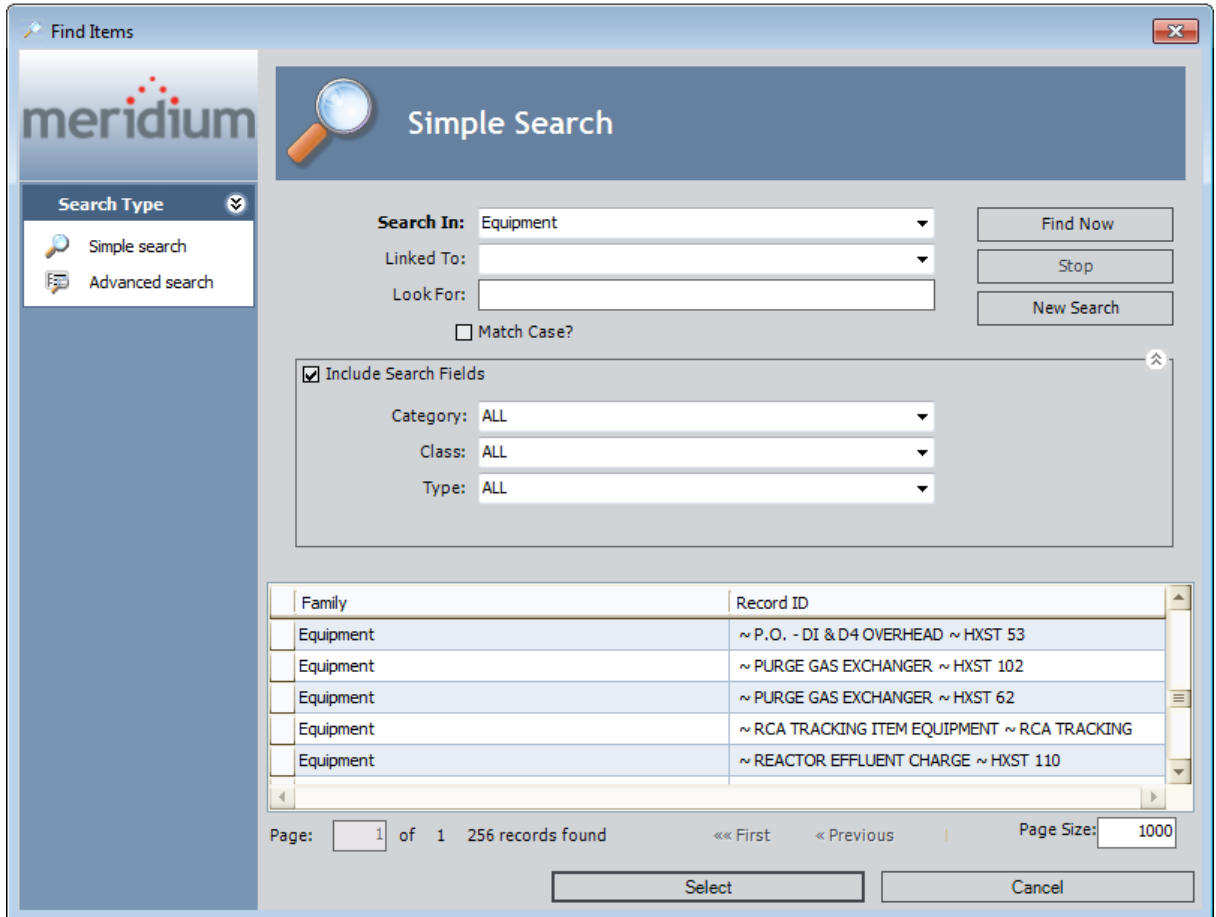 Find Items
meridium
Simple Search
Search Type
Simple search
Advanced search
Search In: Equipment
Linked To:
Look For:
Match Case?
Find Now
Stop
New Search
Include Search Fields
Category: ALL
Class: ALL
Type: ALL
Family Record ID
Equipment ~ P.O. - DI & D4 OVERHEAD ~ HXST 53
Equipment ~ PURGE GAS EXCHANGER ~ HXST 102
Equipment ~ PURGE GAS EXCHANGER ~ HXST 62
Equipment ~ RCA TRACKING ITEM EQUIPMENT ~ RCA TRACKING
Equipment ~ REACTOR EFFLUENT CHARGE ~ HXST 110
Page: 1 of 1 256 records found «« First « Previous Page Size: 1000
Select Cancel